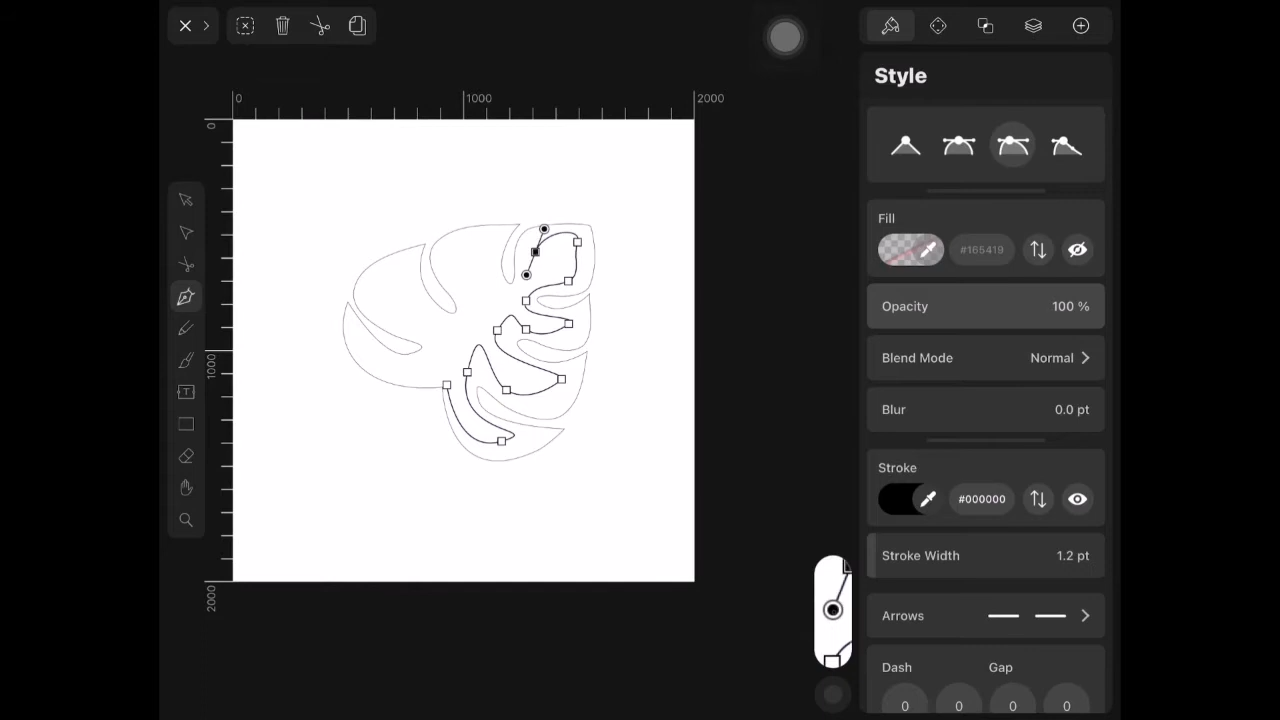 0
1000
2000
0
1000
2000
T
Style
Fill
#165419
Opacity 100 %
Blend Mode Normal
Blur 0.0 pt
Stroke
#000000
Stroke Width 1.2 pt
Arrows
Dash Gap
0 0 0 0